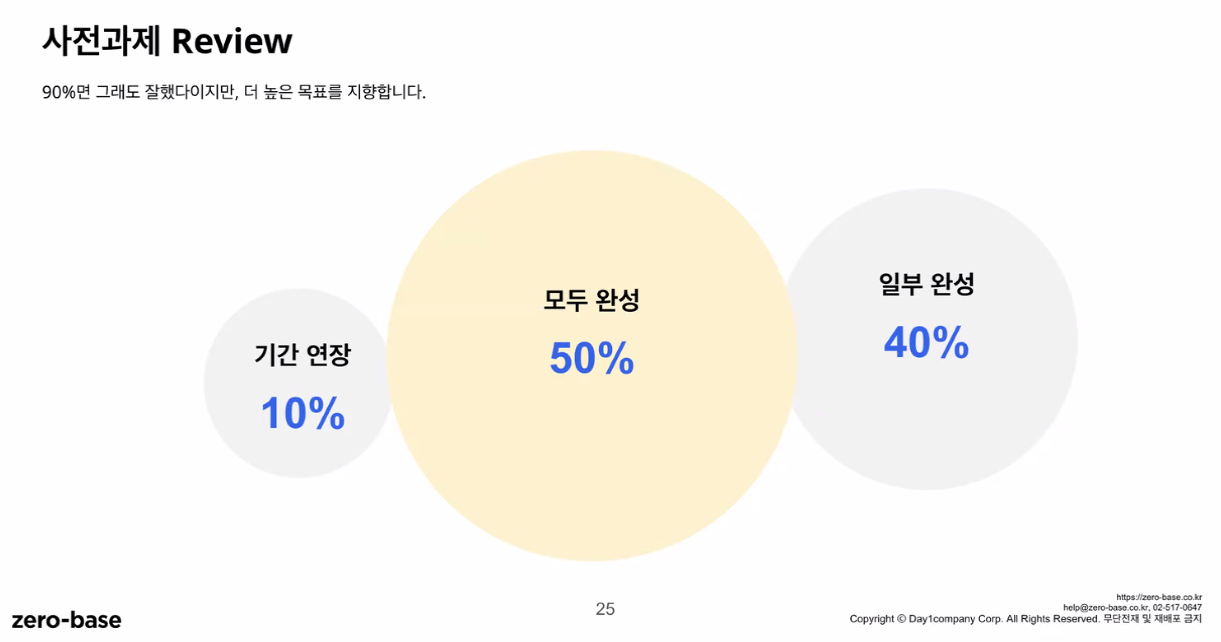 사전과제 Review
90%면 그래도 잘했다이지만, 더 높은 목표를 지향합니다.
기간 연장
10%
모두 완성
50%
일부 완성
40%
zero-base
25
https://zero-base.co.kr
help@zero-base.co.kr, 02-517-0647
Copyright ⓒ Day1company Corp. All Rights Reserved. 무단전재 및 재배포 금지